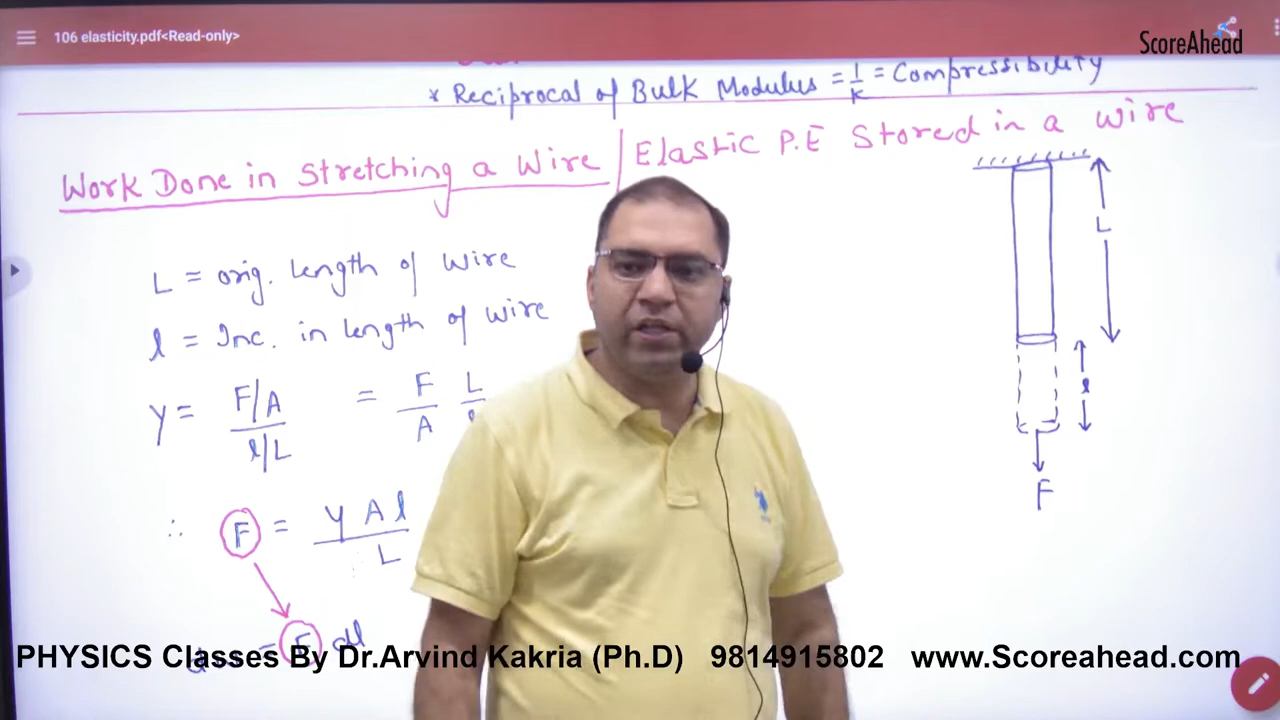 106 elasticity.pdf<Read-only>
ScoreAhead
* Reciprocal of Bulk Modulus = 1/K = Compressibility
Work Done in Stretching a Wire / Elastic P.E Stored in a wire
L = orig. length of wire
l = Inc. in length of wire
Y = F/A / l/L = F/A L/l
∴ F = Y A l / L
= F dl
L
l
F
PHYSICS Classes By Dr.Arvind Kakria (Ph.D) 9814915802 www.Scoreahead.com